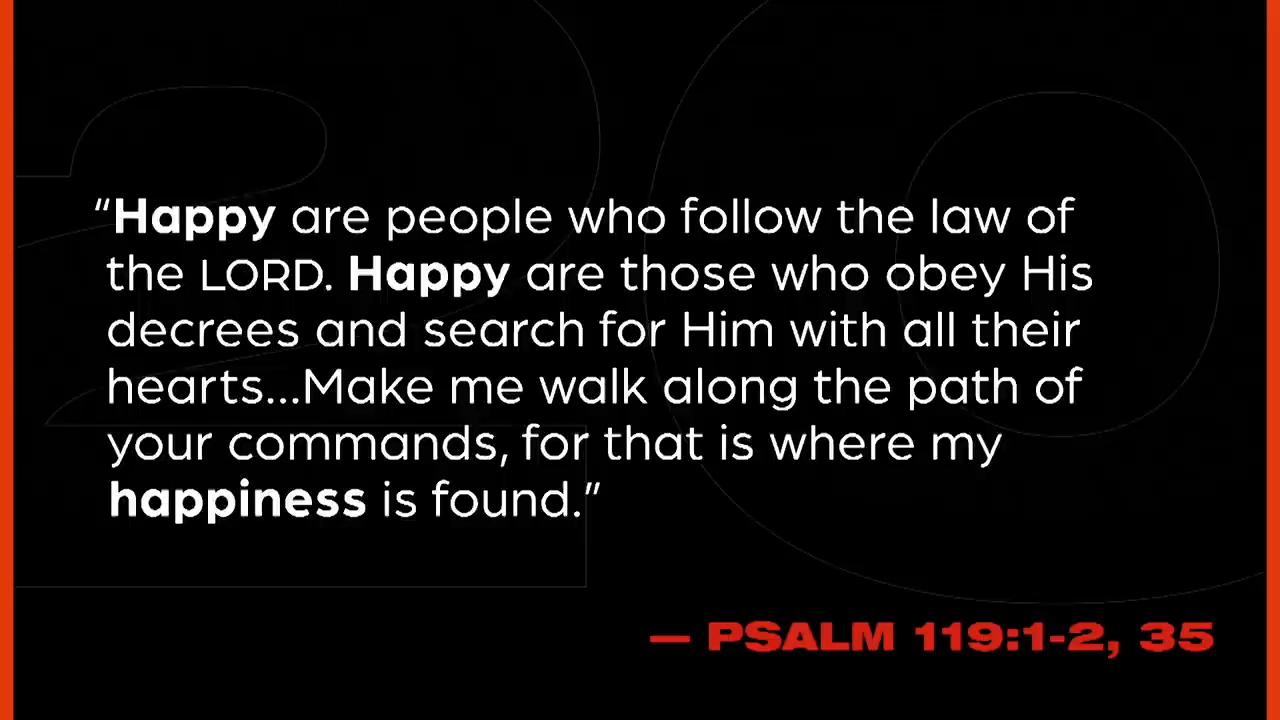 “Happy are people who follow the law of
the LORD. Happy are those who obey His
decrees and search for Him with all their
hearts...Make me walk along the path of
your commands, for that is where my
happiness is found.”
— PSALM 119:1-2, 35
20